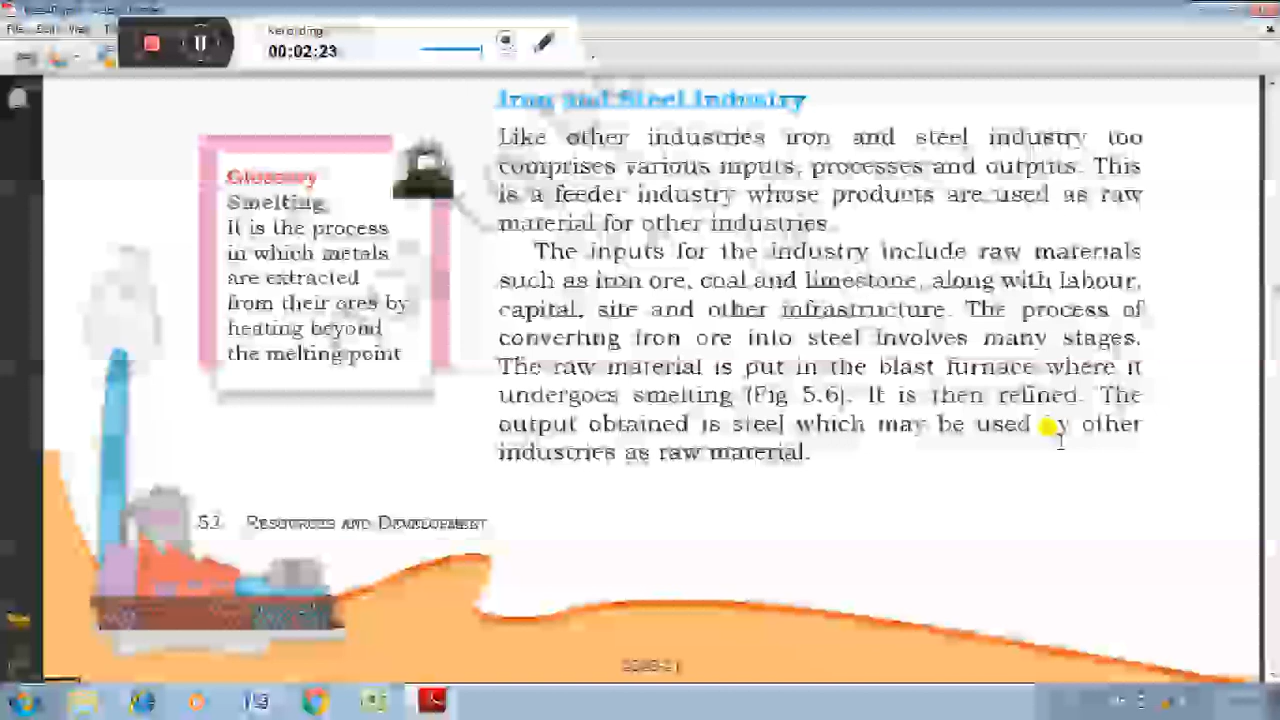 Recording
00:02:23
Iron and Steel Industry
Like other industries iron and steel industry too
comprises various inputs, processes and outputs. This
is a feeder industry whose products are used as raw
material for other industries.
The inputs for the industry include raw materials
such as iron ore, coal and limestone, along with labour,
capital, site and other infrastructure. The process of
converting iron ore into steel involves many stages.
The raw material is put in the blast furnace where it
undergoes smelting (Fig 5.6). It is then refined. The
output obtained is steel which may be used by other
industries as raw material.
Glossary
Smelting
It is the process
in which metals
are extracted
from their ores by
heating beyond
the melting point
Resources and Development